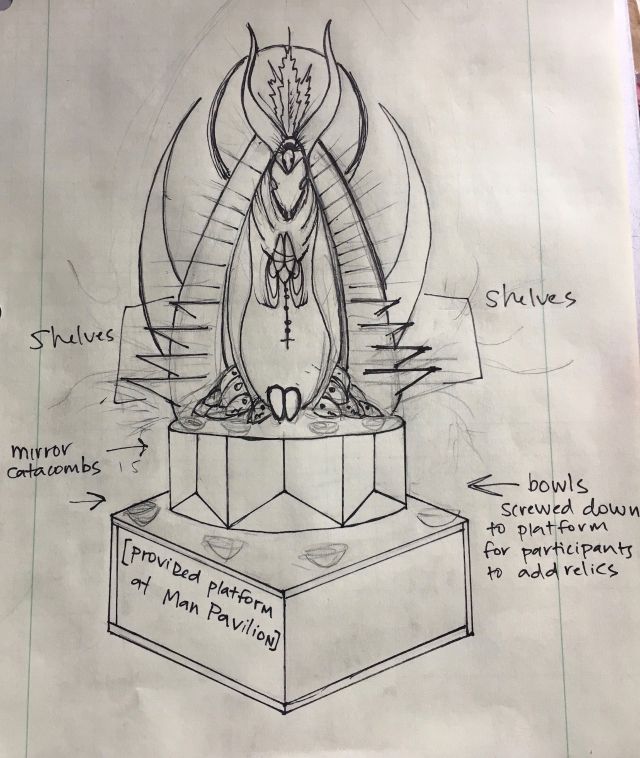 Shelves
Shelves
mirror
catacombs
15
bowls
screwed down
to platform
for participants
to add relics
[provided platform
at Man Pavilion]